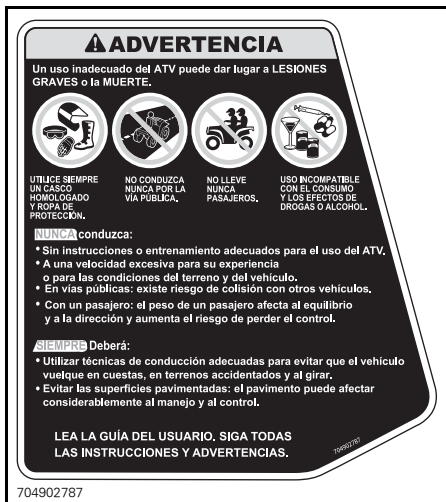 ADVERTENCIA
Un uso inadecuado del ATV puede dar lugar a LESIONES
GRAVES o la MUERTE.
UTILICE SIEMPRE
UN CASCO
HOMOLOGADO
Y ROPA DE
PROTECCIÓN.
NO CONDUZCA
NUNCA POR LA
VÍA PÚBLICA.
NO LLEVE
NUNCA
PASAJEROS.
USO INCOMPATIBLE
CON EL CONSUMO
Y LOS EFECTOS DE
DROGAS O ALCOHOL.
NUNCA conduzca:
• Sin instrucciones o entrenamiento adecuados para el uso del ATV.
• A una velocidad excesiva para su experiencia
o para las condiciones del terreno y del vehículo.
• En vías públicas: existe riesgo de colisión con otros vehículos.
• Con un pasajero: el peso de un pasajero afecta al equilibrio
y a la dirección y aumenta el riesgo de perder el control.
SIEMPRE Deberá:
• Utilizar técnicas de conducción adecuadas para evitar que el vehículo
vuelque en cuestas, en terrenos accidentados y al girar.
• Evitar las superficies pavimentadas: el pavimento puede afectar
considerablemente al manejo y al control.
LEA LA GUÍA DEL USUARIO. SIGA TODAS
LAS INSTRUCCIONES Y ADVERTENCIAS.
704902787
704902787